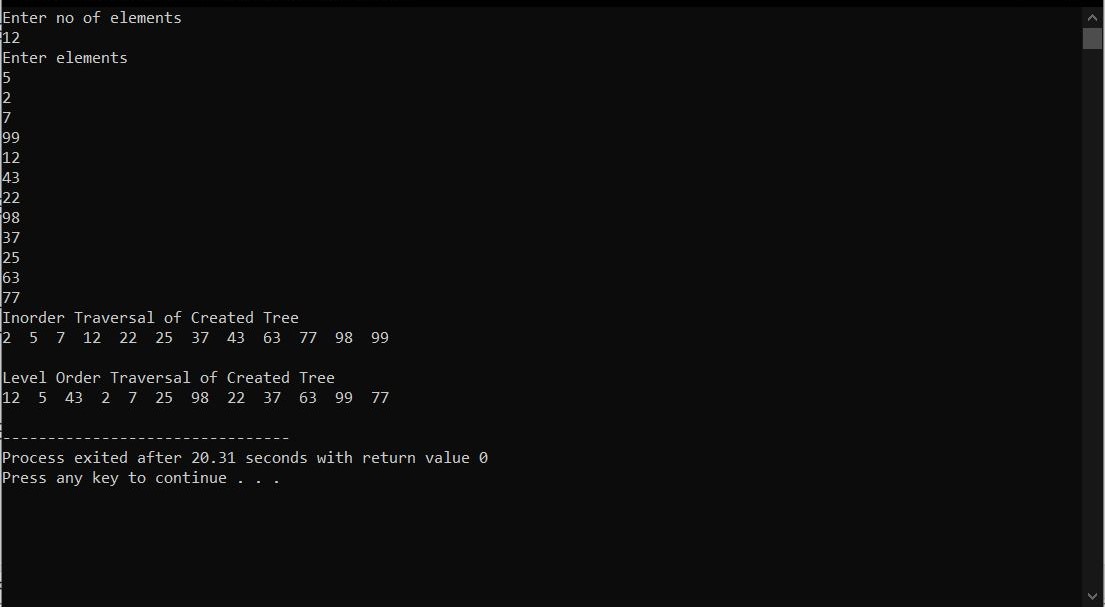 Enter no of elements
12
Enter elements
5
2
7
99
12
43
22
98
37
25
63
77
Inorder Traversal of Created Tree
2  5  7  12  22  25  37  43  63  77  98  99
Level Order Traversal of Created Tree
12  5  43  2  7  25  98  22  37  63  99  77
--------------------------------
Process exited after 20.31 seconds with return value 0
Press any key to continue . . .